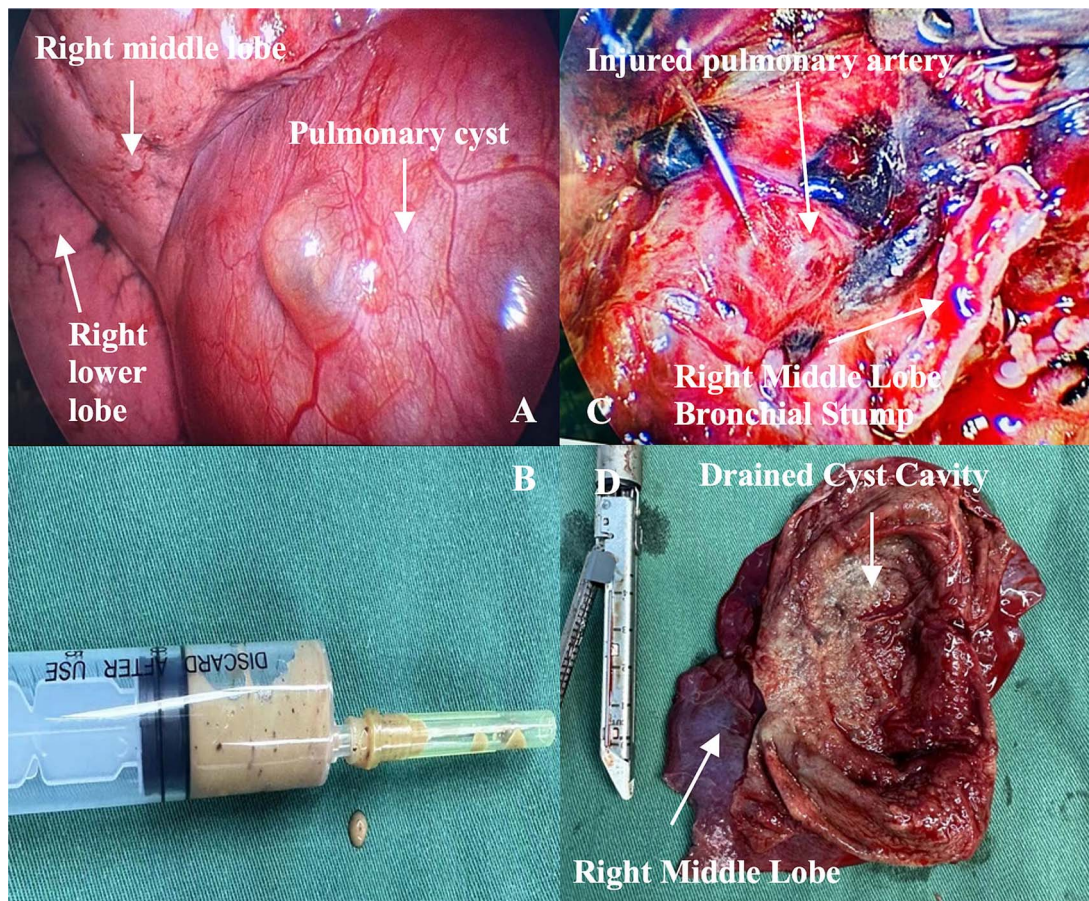 Right middle lobe
Pulmonary cyst
Right
lower
lobe
A
Injured pulmonary artery
Right Middle Lobe
Bronchial Stump
C
B
DISCARD AFTER
USE
D
Drained Cyst Cavity
Right Middle Lobe